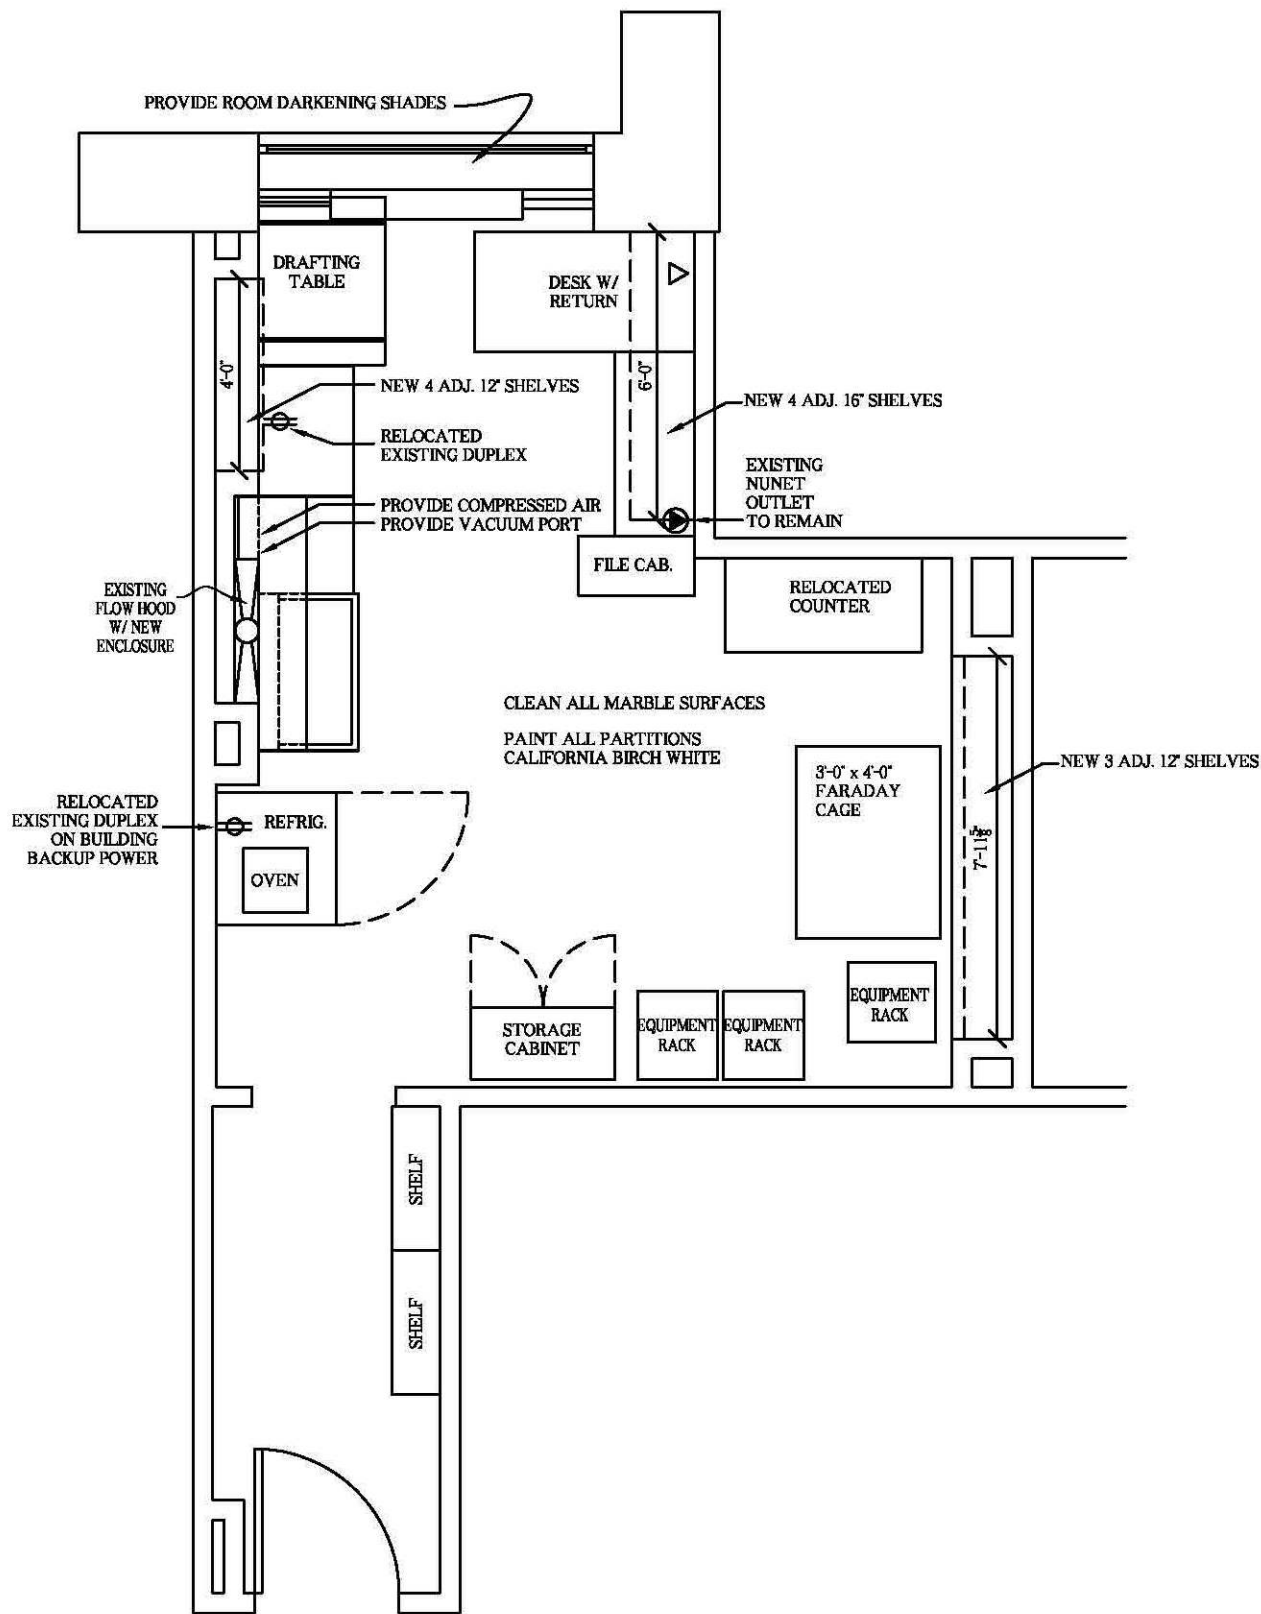 PROVIDE ROOM DARKENING SHADES
DRAFTING
TABLE
DESK W/
RETURN
4'-0"
6'-0"
NEW 4 ADJ. 12" SHELVES
NEW 4 ADJ. 16" SHELVES
RELOCATED
EXISTING DUPLEX
EXISTING
NUNET
OUTLET
TO REMAIN
PROVIDE COMPRESSED AIR
PROVIDE VACUUM PORT
FILE CAB.
EXISTING
FLOW HOOD
W/ NEW
ENCLOSURE
RELOCATED
COUNTER
CLEAN ALL MARBLE SURFACES
PAINT ALL PARTITIONS
CALIFORNIA BIRCH WHITE
3'-0" x 4'-0"
FARADAY
CAGE
NEW 3 ADJ. 12" SHELVES
7'-11 5/8"
RELOCATED
EXISTING DUPLEX
ON BUILDING
BACKUP POWER
REFRIG.
OVEN
STORAGE
CABINET
EQUIPMENT
RACK
EQUIPMENT
RACK
EQUIPMENT
RACK
SHELF
SHELF